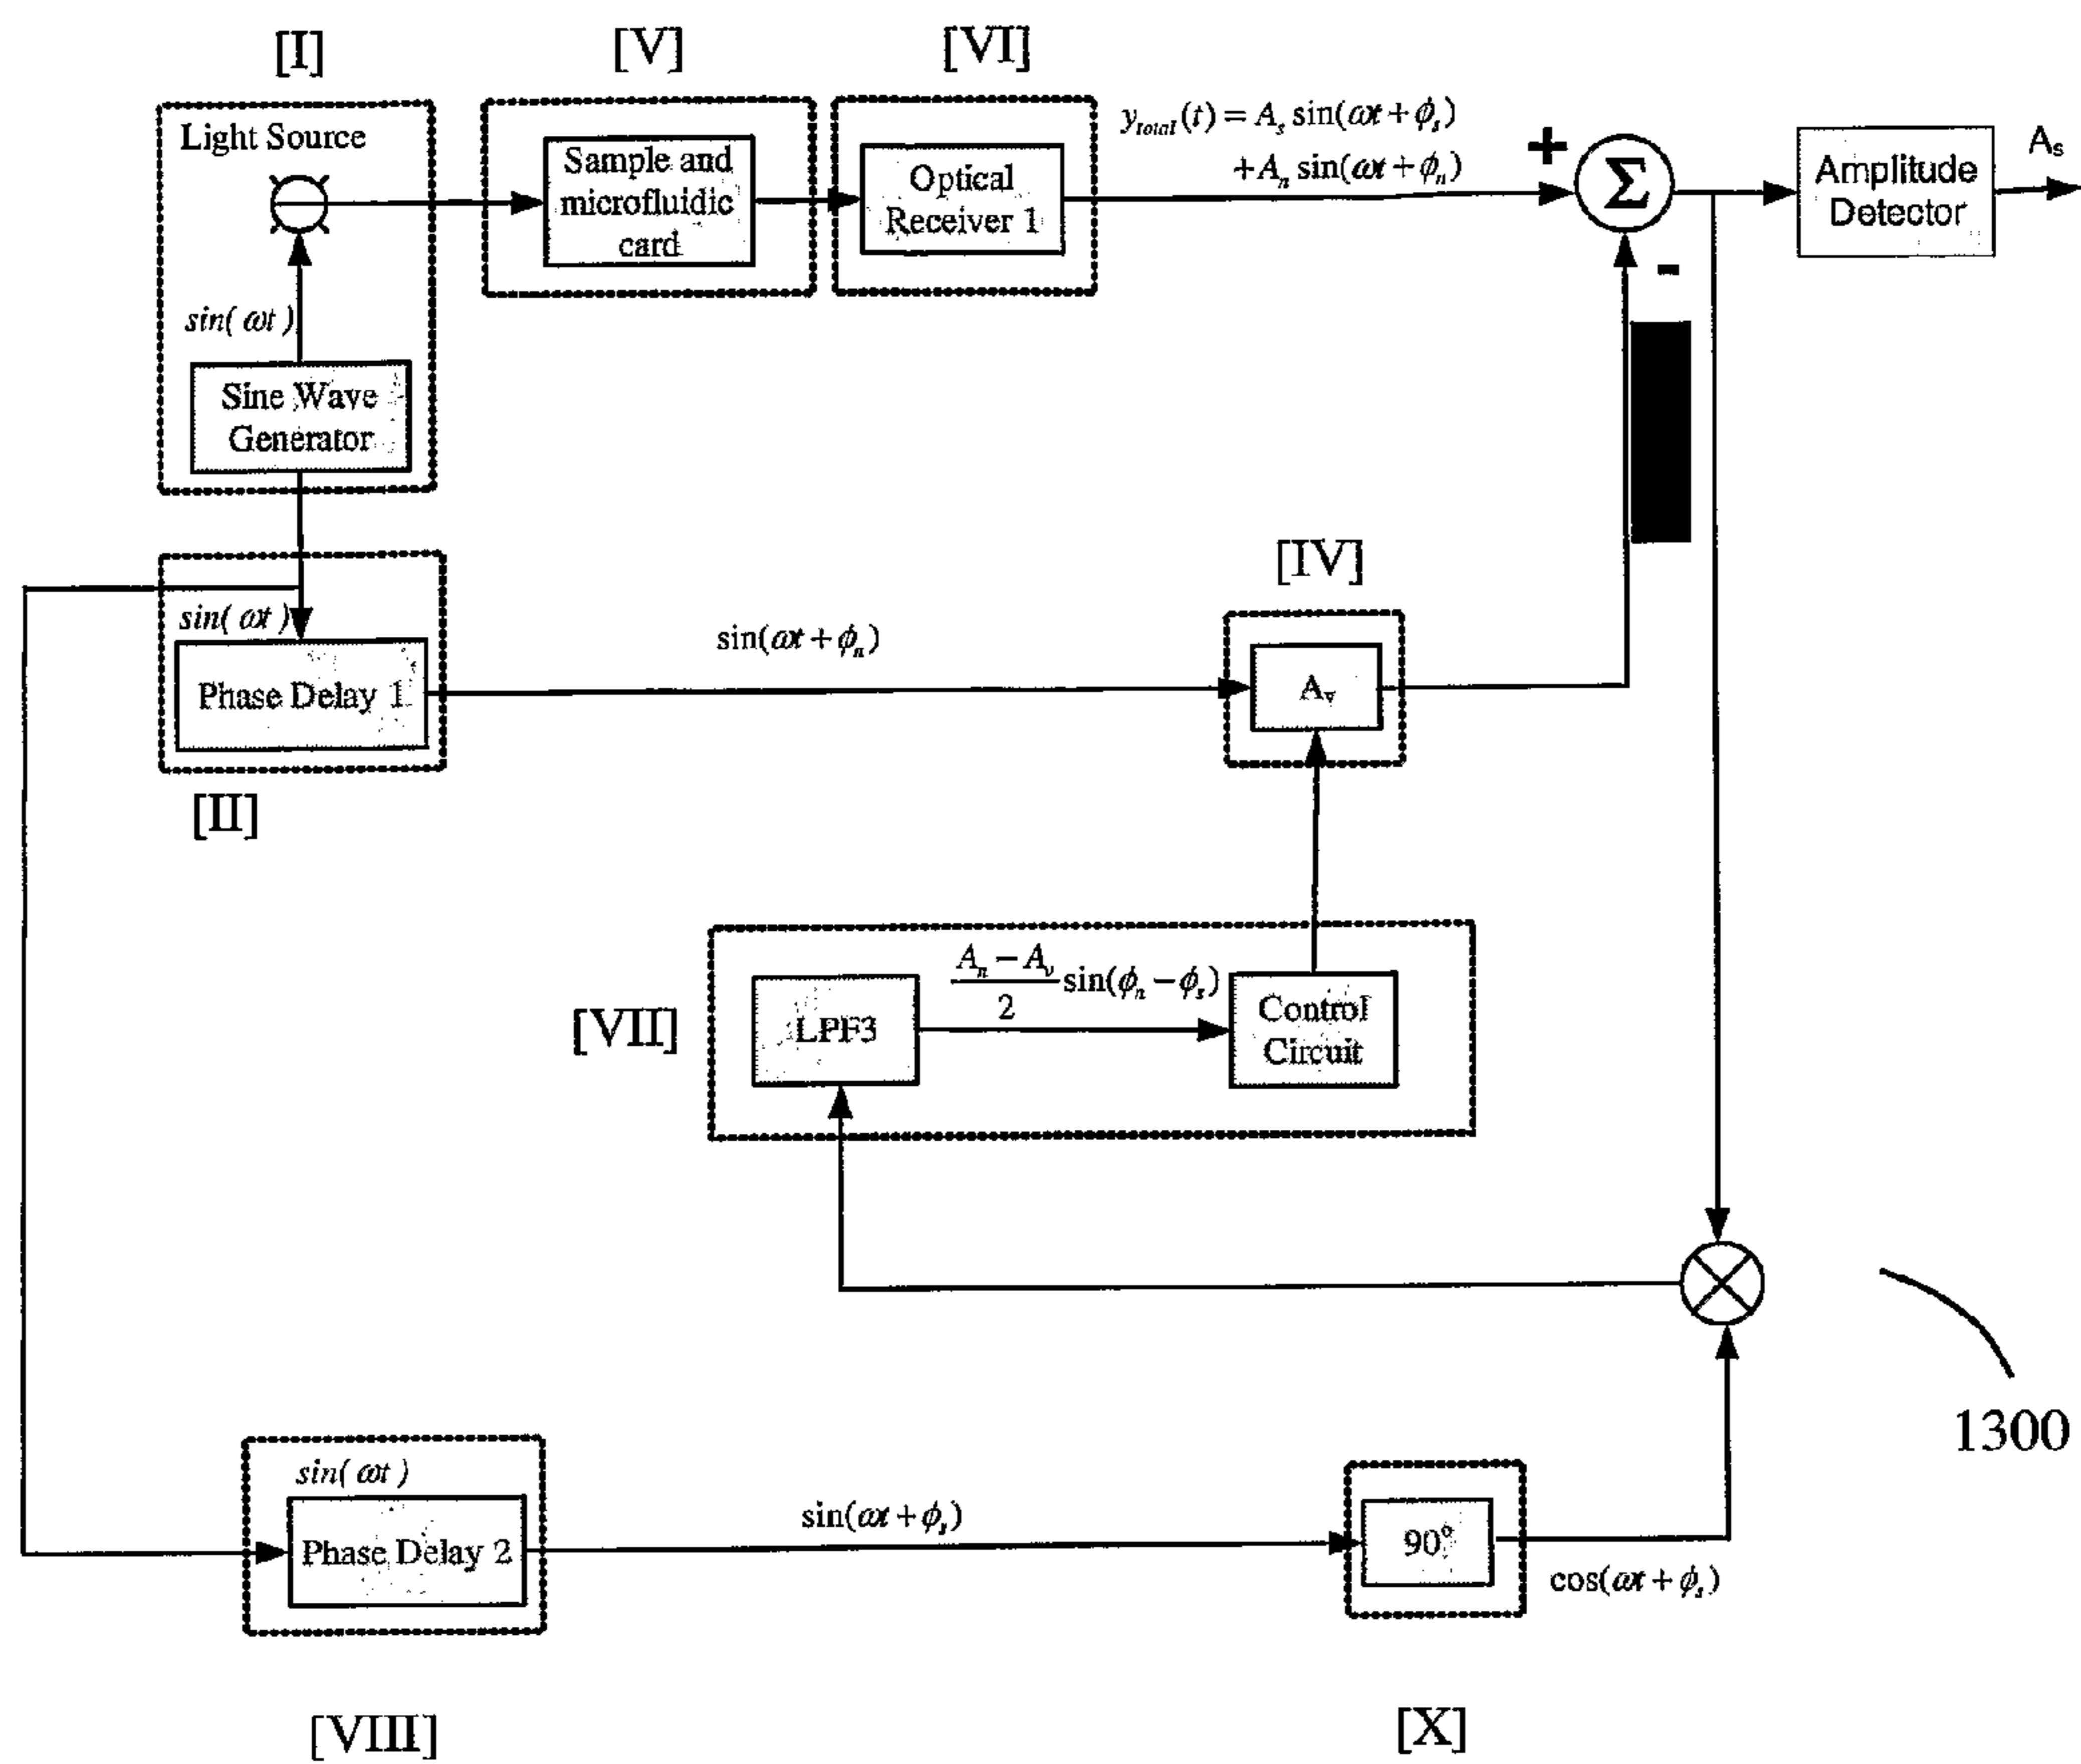 [I]
[V]
[VI]
Light Source
Sample and
microfluidic
card
Optical
Receiver 1
y_total(t) = A_s sin(ωt + ϕ_s)
+A_n sin(ωt + ϕ_n)
+
Σ
-
Amplitude
Detector
A_s
sin( ωt )
Sine Wave
Generator
sin( ωt )
Phase Delay 1
[II]
sin(ωt + ϕ_n)
[IV]
A_v
[VII]
LPF3
(A_n − A_v)/2 sin(ϕ_n − ϕ_s)
Control
Circuit
1300
sin( ωt )
Phase Delay 2
sin(ωt + ϕ_s)
90°
cos(ωt + ϕ_s)
[VIII]
[X]